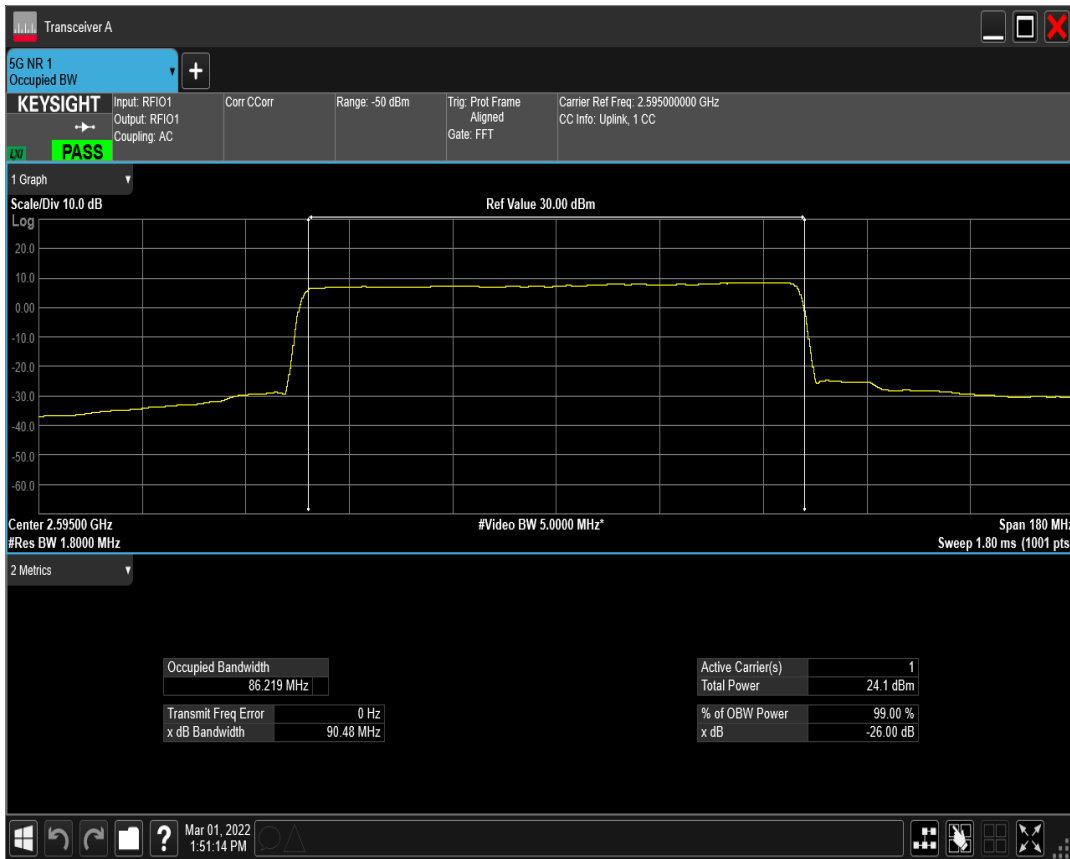 Transceiver A
5G NR 1
Occupied BW
+
KEYSIGHT
LXI
PASS
Input: RFIO1
Output: RFIO1
Coupling: AC
Corr CCorr
Range: -50 dBm
Trig: Prot Frame
Aligned
Gate: FFT
Carrier Ref Freq: 2.595000000 GHz
CC Info: Uplink, 1 CC
1 Graph
Scale/Div 10.0 dB
Ref Value 30.00 dBm
Log
20.0
10.0
0.00
-10.0
-20.0
-30.0
-40.0
-50.0
-60.0
Center 2.59500 GHz
#Video BW 5.0000 MHz*
Span 180 MHz
#Res BW 1.8000 MHz
Sweep 1.80 ms (1001 pts
2 Metrics
Occupied Bandwidth
86.219 MHz
Transmit Freq Error 0 Hz
x dB Bandwidth 90.48 MHz
Active Carrier(s) 1
Total Power 24.1 dBm
% of OBW Power 99.00 %
x dB -26.00 dB
?
Mar 01, 2022
1:51:14 PM